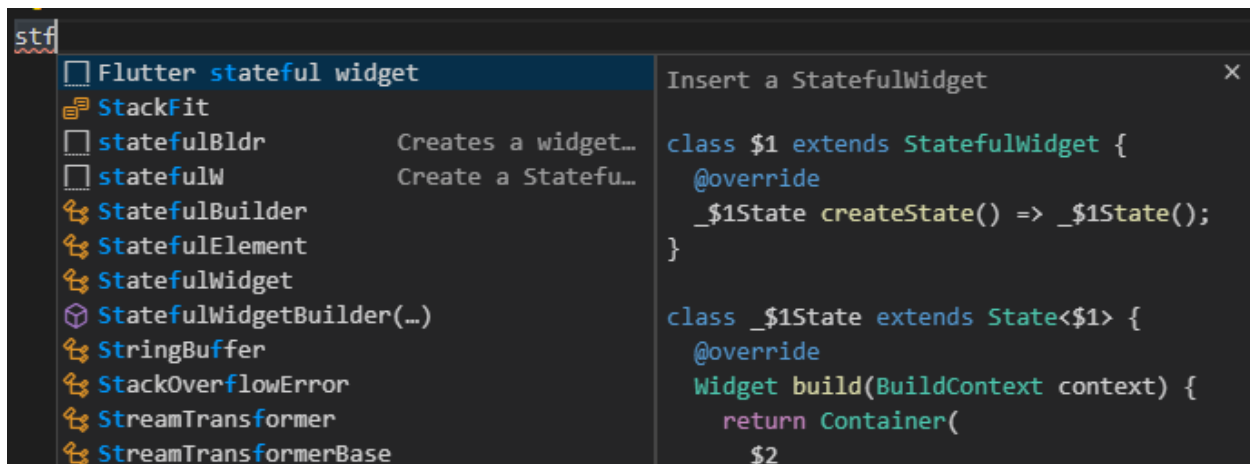 stf
Flutter stateful widget
StackFit
statefulBldr Creates a widget…
statefulW Create a Statefu…
StatefulBuilder
StatefulElement
StatefulWidget
StatefulWidgetBuilder(…)
StringBuffer
StackOverflowError
StreamTransformer
StreamTransformerBase
Insert a StatefulWidget
class $1 extends StatefulWidget {
@override
_$1State createState() => _$1State();
}
class _$1State extends State<$1> {
@override
Widget build(BuildContext context) {
return Container(
$2